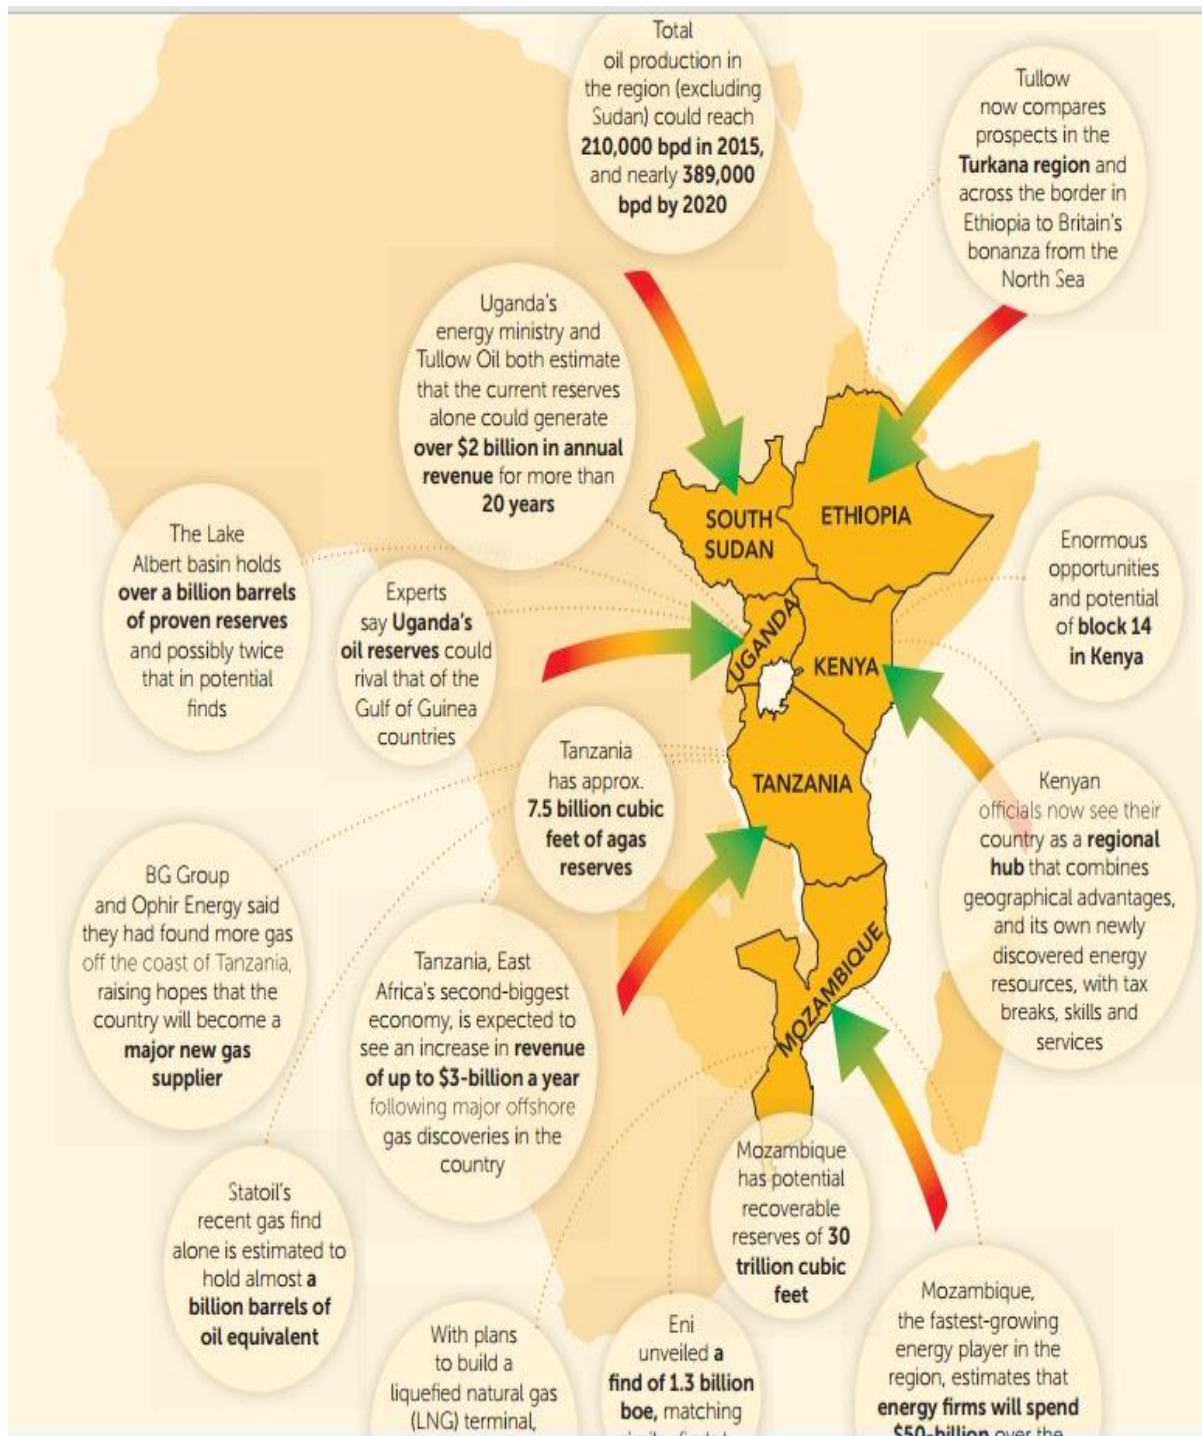 Total
oil production in
the region (excluding
Sudan) could reach
210,000 bpd in 2015,
and nearly 389,000
bpd by 2020
Tullow
now compares
prospects in the
Turkana region and
across the border in
Ethiopia to Britain's
bonanza from the
North Sea
Uganda's
energy ministry and
Tullow Oil both estimate
that the current reserves
alone could generate
over $2 billion in annual
revenue for more than
20 years
The Lake
Albert basin holds
over a billion barrels
of proven reserves
and possibly twice
that in potential
finds
Experts
say Uganda's
oil reserves could
rival that of the
Gulf of Guinea
countries
SOUTH
SUDAN
ETHIOPIA
UGANDA
KENYA
TANZANIA
MOZAMBIQUE
Enormous
opportunities
and potential
of block 14
in Kenya
Tanzania
has approx.
7.5 billion cubic
feet of agas
reserves
Kenyan
officials now see their
country as a regional
hub that combines
geographical advantages,
and its own newly
discovered energy
resources, with tax
breaks, skills and
services
BG Group
and Ophir Energy said
they had found more gas
off the coast of Tanzania,
raising hopes that the
country will become a
major new gas
supplier
Tanzania, East
Africa's second-biggest
economy, is expected to
see an increase in revenue
of up to $3-billion a year
following major offshore
gas discoveries in the
country
Statoil's
recent gas find
alone is estimated to
hold almost a
billion barrels of
oil equivalent
Mozambique
has potential
recoverable
reserves of 30
trillion cubic
feet
With plans
to build a
liquefied natural gas
(LNG) terminal,
Eni
unveiled a
find of 1.3 billion
boe, matching
Mozambique,
the fastest-growing
energy player in the
region, estimates that
energy firms will spend
$50-billion over the